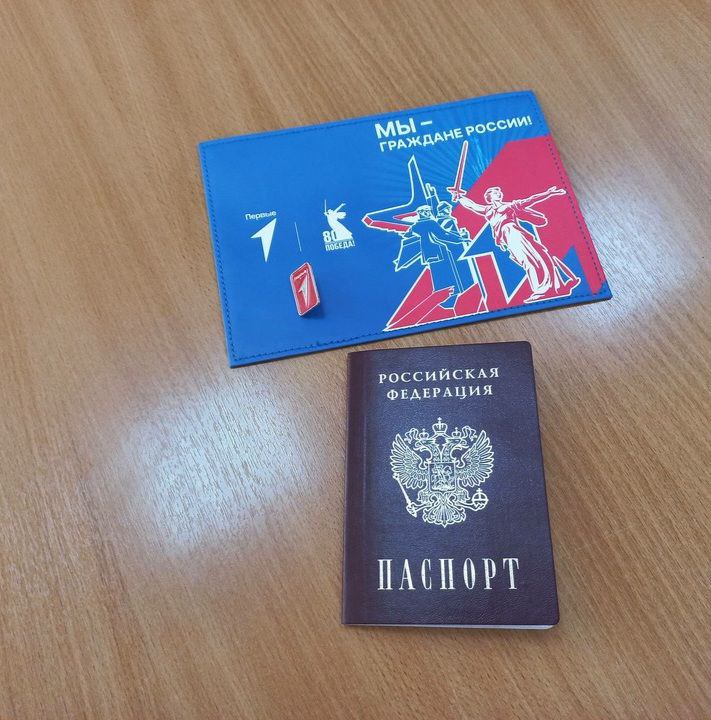 МЫ –
ГРАЖДАНЕ РОССИИ!
Первые
80
ПОБЕДА!
РОССИЙСКАЯ
ФЕДЕРАЦИЯ
ПАСПОРТ